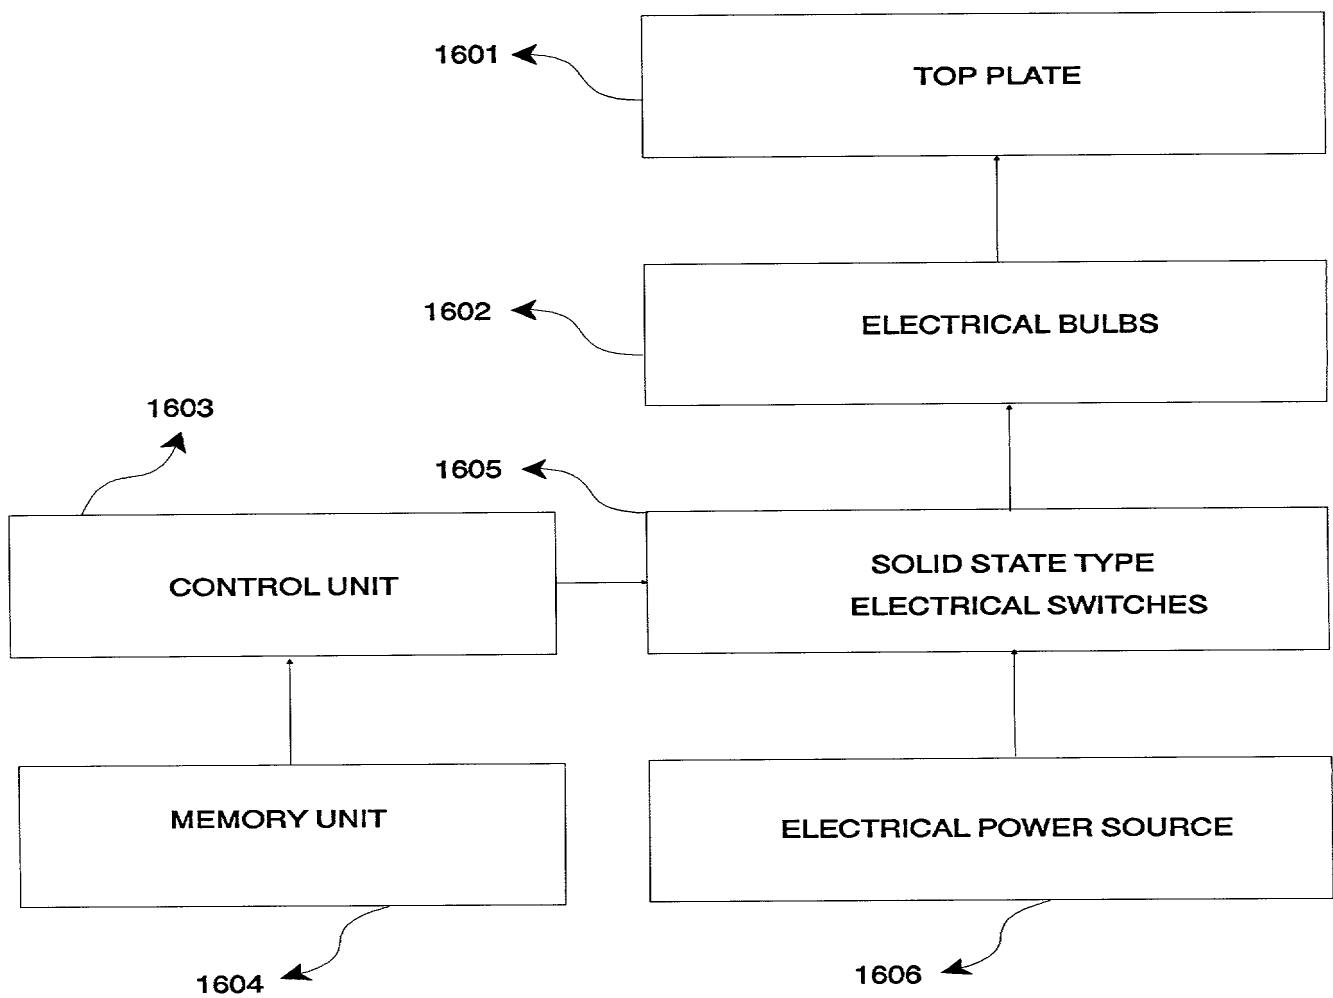 1601
TOP PLATE
1602
ELECTRICAL BULBS
1603
1605
CONTROL UNIT
SOLID STATE TYPE
ELECTRICAL SWITCHES
MEMORY UNIT
ELECTRICAL POWER SOURCE
1604
1606